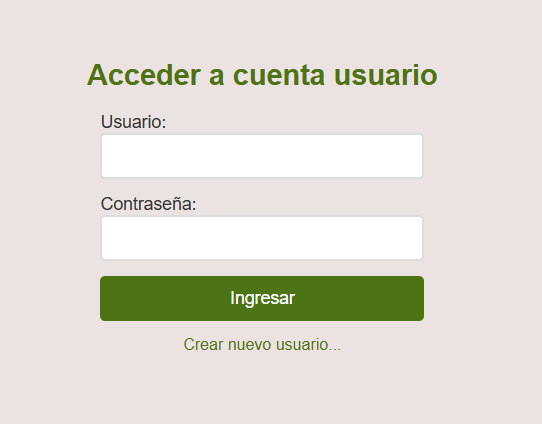 Acceder a cuenta usuario
Usuario:
Contraseña:
Ingresar
Crear nuevo usuario...